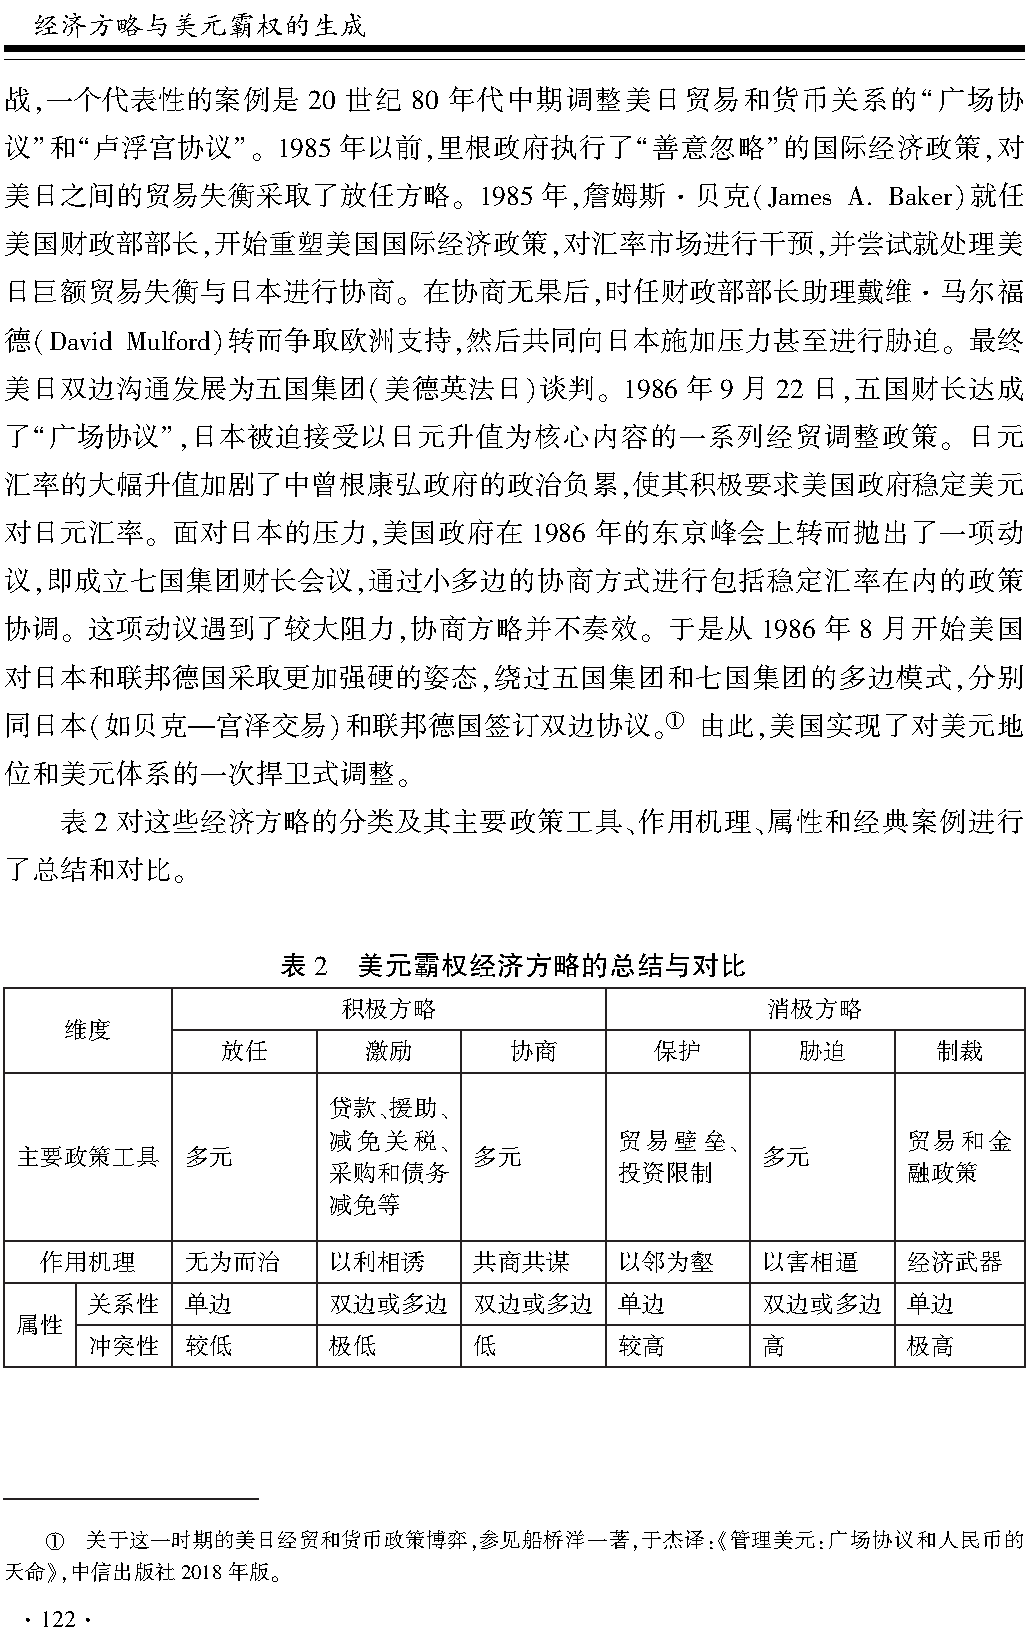 经济方略与美元霸权的生成
战,一个代表性的案例是 20 世纪 80 年代中期调整美日贸易和货币关系的“广场协
议”和“卢浮宫协议”。1985 年以前,里根政府执行了“善意忽略”的国际经济政策,对
美日之间的贸易失衡采取了放任方略。1985 年,詹姆斯·贝克(James A. Baker)就任
美国财政部部长,开始重塑美国国际经济政策,对汇率市场进行干预,并尝试就处理美
日巨额贸易失衡与日本进行协商。在协商无果后,时任财政部部长助理戴维·马尔福
德(David Mulford)转而争取欧洲支持,然后共同向日本施加压力甚至进行胁迫。最终
美日双边沟通发展为五国集团(美德英法日)谈判。1986 年 9 月 22 日,五国财长达成
了“广场协议”,日本被迫接受以日元升值为核心内容的一系列经贸调整政策。日元
汇率的大幅升值加剧了中曾根康弘政府的政治负累,使其积极要求美国政府稳定美元
对日元汇率。面对日本的压力,美国政府在 1986 年的东京峰会上转而抛出了一项动
议,即成立七国集团财长会议,通过小多边的协商方式进行包括稳定汇率在内的政策
协调。这项动议遇到了较大阻力,协商方略并不奏效。于是从 1986 年 8 月开始美国
对日本和联邦德国采取更加强硬的姿态,绕过五国集团和七国集团的多边模式,分别
同日本(如贝克—宫泽交易)和联邦德国签订双边协议。① 由此,美国实现了对美元地
位和美元体系的一次捍卫式调整。
表 2 对这些经济方略的分类及其主要政策工具、作用机理、属性和经典案例进行
了总结和对比。
表 2 美元霸权经济方略的总结与对比
维度 积极方略 消极方略
放任 激励 协商 保护 胁迫 制裁
主要政策工具 多元 贷款、援助、减免关税、采购和债务减免等 多元 贸易壁垒、投资限制 多元 贸易和金融政策
作用机理 无为而治 以利相诱 共商共谋 以邻为壑 以害相逼 经济武器
属性 关系性 单边 双边或多边 双边或多边 单边 双边或多边 单边
冲突性 较低 极低 低 较高 高 极高
① 关于这一时期的美日经贸和货币政策博弈,参见船桥洋一著,于杰译:《管理美元:广场协议和人民币的
天命》,中信出版社 2018 年版。
·122·